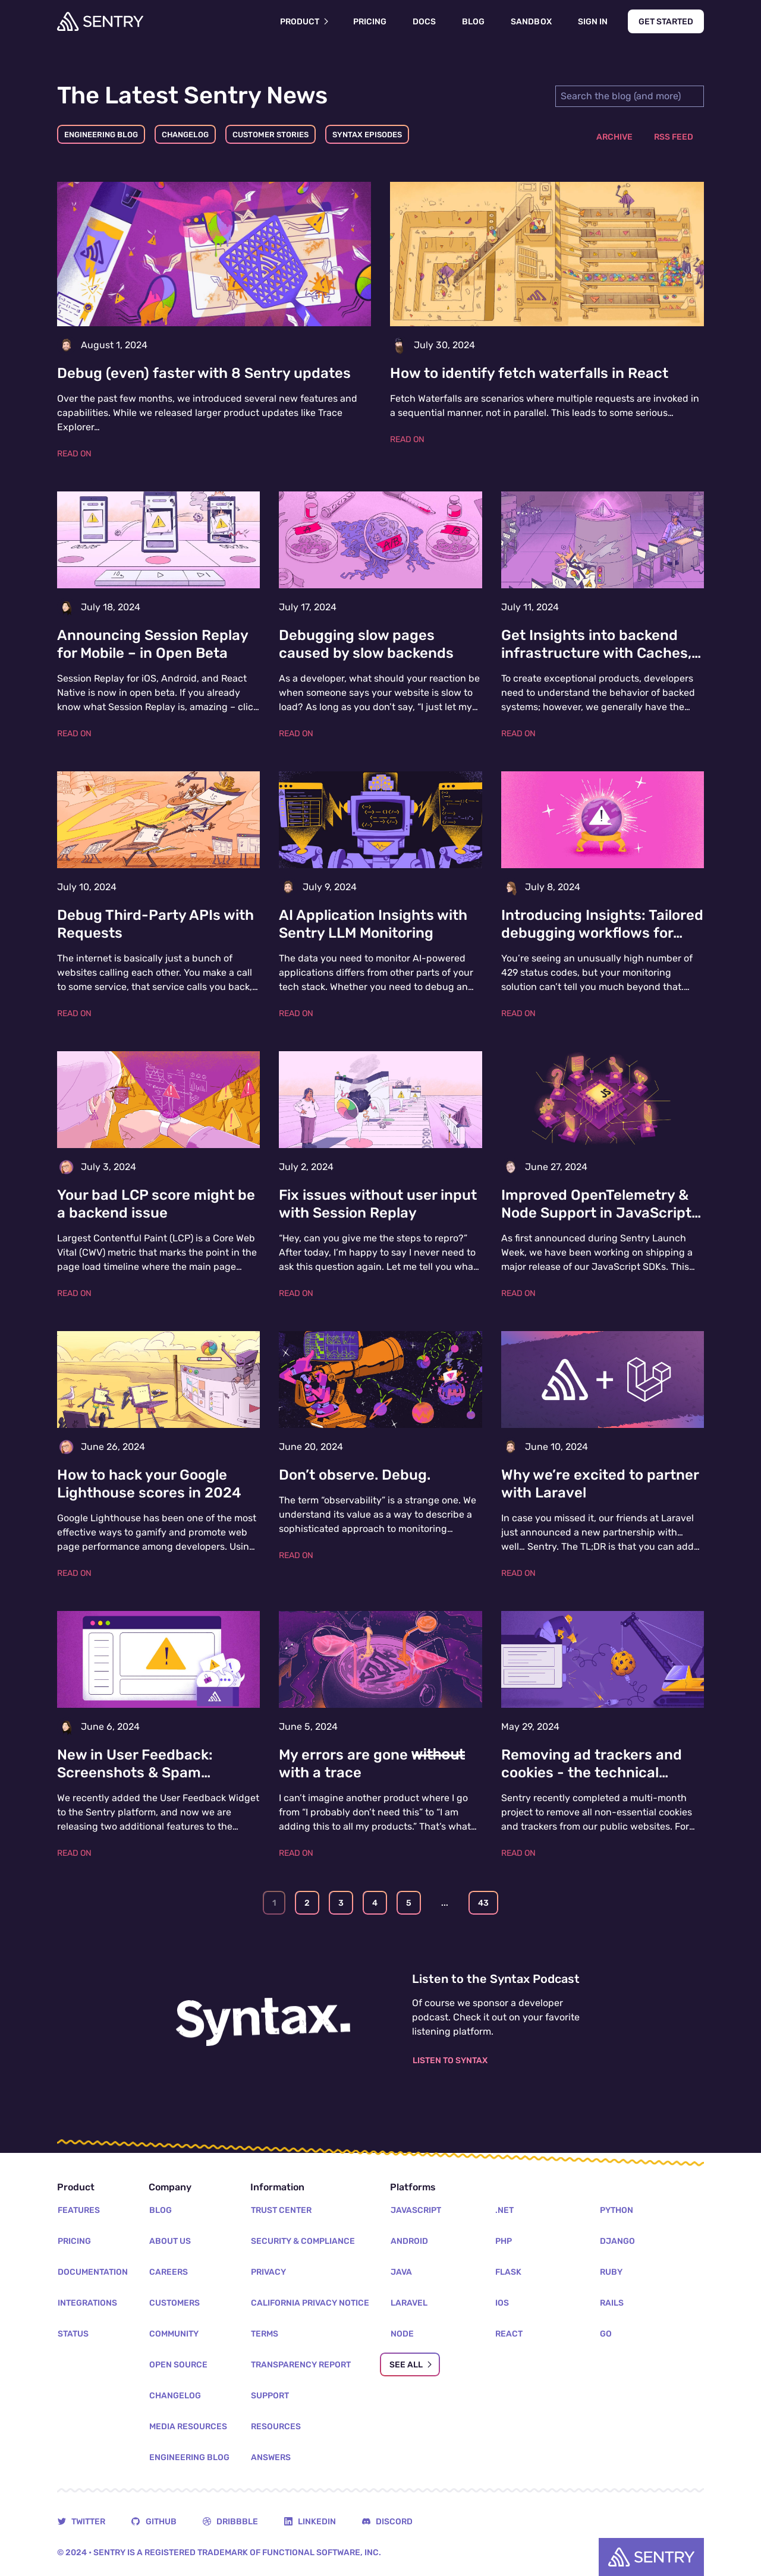 SENTRY
PRODUCT
PRICING
DOCS
BLOG
SANDBOX
SIGN IN
GET STARTED
The Latest Sentry News
Search the blog (and more)
ENGINEERING BLOG
CHANGELOG
CUSTOMER STORIES
SYNTAX EPISODES
ARCHIVE
RSS FEED
August 1, 2024
Debug (even) faster with 8 Sentry updates
Over the past few months, we introduced several new features and
capabilities. While we released larger product updates like Trace
Explorer…
READ ON
July 30, 2024
How to identify fetch waterfalls in React
Fetch Waterfalls are scenarios where multiple requests are invoked in
a sequential manner, not in parallel. This leads to some serious…
READ ON
July 18, 2024
Announcing Session Replay
for Mobile – in Open Beta
Session Replay for iOS, Android, and React
Native is now in open beta. If you already
know what Session Replay is, amazing – clic…
READ ON
July 17, 2024
Debugging slow pages
caused by slow backends
As a developer, what should your reaction be
when someone says your website is slow to
load? As long as you don’t say, “I just let my…
READ ON
July 11, 2024
Get Insights into backend
infrastructure with Caches,…
To create exceptional products, developers
need to understand the behavior of backed
systems; however, we generally have the…
READ ON
July 10, 2024
Debug Third-Party APIs with
Requests
The internet is basically just a bunch of
websites calling each other. You make a call
to some service, that service calls you back,…
READ ON
July 9, 2024
AI Application Insights with
Sentry LLM Monitoring
The data you need to monitor AI-powered
applications differs from other parts of your
tech stack. Whether you need to debug an…
READ ON
July 8, 2024
Introducing Insights: Tailored
debugging workflows for…
You’re seeing an unusually high number of
429 status codes, but your monitoring
solution can’t tell you much beyond that.…
READ ON
July 3, 2024
Your bad LCP score might be
a backend issue
Largest Contentful Paint (LCP) is a Core Web
Vital (CWV) metric that marks the point in the
page load timeline where the main page…
READ ON
July 2, 2024
Fix issues without user input
with Session Replay
“Hey, can you give me the steps to repro?”
After today, I’m happy to say I never need to
ask this question again. Let me tell you wha…
READ ON
June 27, 2024
Improved OpenTelemetry &
Node Support in JavaScript…
As first announced during Sentry Launch
Week, we have been working on shipping a
major release of our JavaScript SDKs. This…
READ ON
June 26, 2024
How to hack your Google
Lighthouse scores in 2024
Google Lighthouse has been one of the most
effective ways to gamify and promote web
page performance among developers. Usin…
READ ON
June 20, 2024
Don’t observe. Debug.
The term “observability” is a strange one. We
understand its value as a way to describe a
sophisticated approach to monitoring…
READ ON
June 10, 2024
Why we’re excited to partner
with Laravel
In case you missed it, our friends at Laravel
just announced a new partnership with…
well… Sentry. The TL;DR is that you can add…
READ ON
June 6, 2024
New in User Feedback:
Screenshots & Spam…
We recently added the User Feedback Widget
to the Sentry platform, and now we are
releasing two additional features to the…
READ ON
June 5, 2024
My errors are gone without
with a trace
I can’t imagine another product where I go
from “I probably don’t need this” to “I am
adding this to all my products.” That’s what…
READ ON
May 29, 2024
Removing ad trackers and
cookies - the technical…
Sentry recently completed a multi-month
project to remove all non-essential cookies
and trackers from our public websites. For…
READ ON
1 2 3 4 5 ... 43
Syntax.
Listen to the Syntax Podcast
Of course we sponsor a developer
podcast. Check it out on your favorite
listening platform.
LISTEN TO SYNTAX
Product
FEATURES
PRICING
DOCUMENTATION
INTEGRATIONS
STATUS
Company
BLOG
ABOUT US
CAREERS
CUSTOMERS
COMMUNITY
OPEN SOURCE
CHANGELOG
MEDIA RESOURCES
ENGINEERING BLOG
Information
TRUST CENTER
SECURITY & COMPLIANCE
PRIVACY
CALIFORNIA PRIVACY NOTICE
TERMS
TRANSPARENCY REPORT
SUPPORT
RESOURCES
ANSWERS
Platforms
JAVASCRIPT
ANDROID
JAVA
LARAVEL
NODE
.NET
PHP
FLASK
IOS
REACT
PYTHON
DJANGO
RUBY
RAILS
GO
SEE ALL
TWITTER
GITHUB
DRIBBBLE
LINKEDIN
DISCORD
© 2024 • SENTRY IS A REGISTERED TRADEMARK OF FUNCTIONAL SOFTWARE, INC.
SENTRY